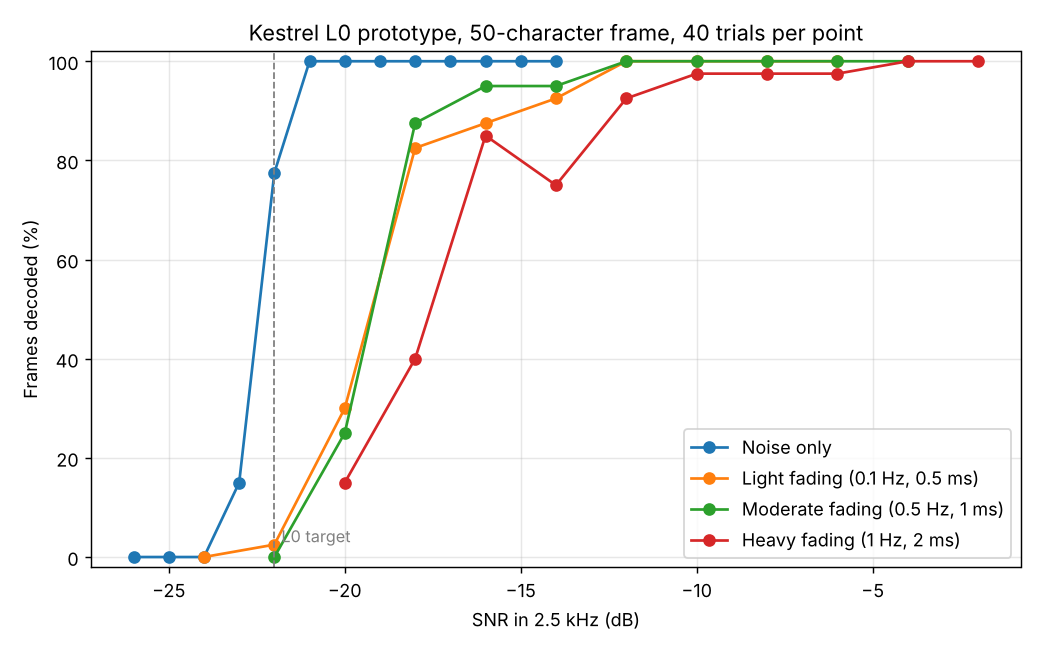 Kestrel L0 prototype, 50-character frame, 40 trials per point
Frames decoded (%)
100
80
60
40
20
0
L0 target
Noise only
Light fading (0.1 Hz, 0.5 ms)
Moderate fading (0.5 Hz, 1 ms)
Heavy fading (1 Hz, 2 ms)
−25
−20
−15
−10
−5
SNR in 2.5 kHz (dB)